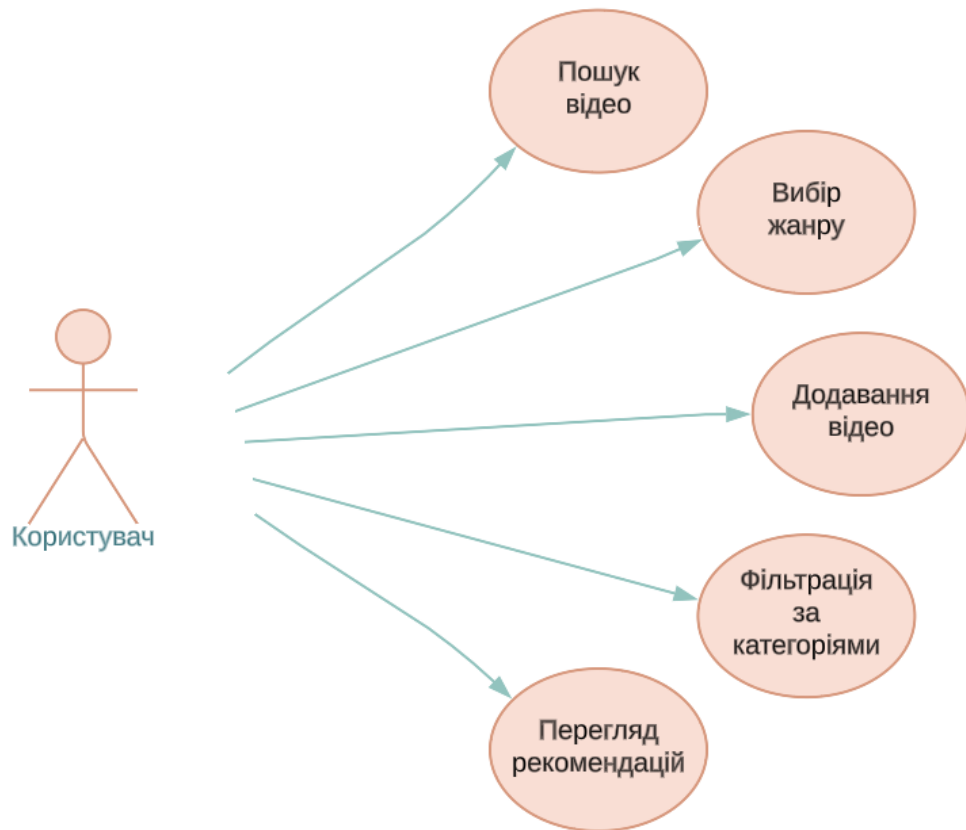 Пошук
відео
Вибір
жанру
Додавання
відео
Користувач
Фільтрація
за
категоріями
Перегляд
рекомендацій